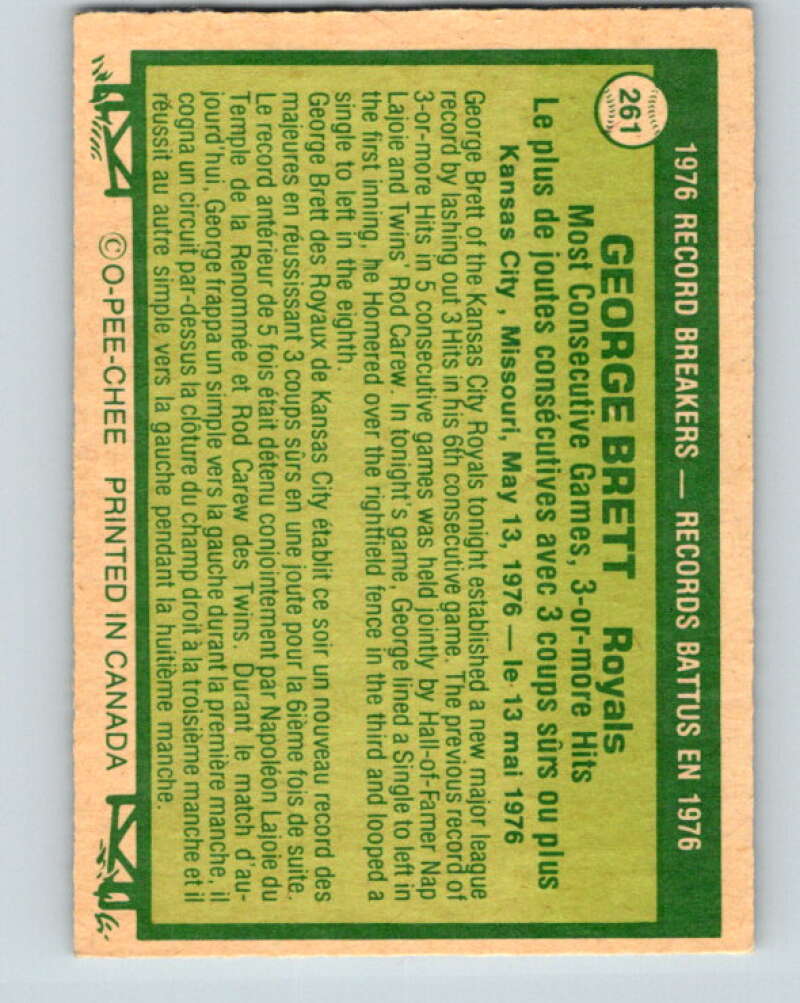 1976 RECORD BREAKERS — RECORDS BATTUS EN 1976
261
GEORGE BRETT Royals
Most Consecutive Games, 3-or-more Hits
Le plus de joutes consécutives avec 3 coups sûrs ou plus
Kansas City, Missouri, May 13, 1976 — le 13 mai 1976
George Brett of the Kansas City Royals tonight established a new major league
record by lashing out 3 Hits in his 6th consecutive game. The previous record of
3-or-more Hits in 5 consecutive games was held jointly by Hall-of-Famer Nap
Lajoie and Twins' Rod Carew. In tonight's game, George lined a Single to left in
the first inning, he Homered over the rightfield fence in the third and looped a
single to left in the eighth.
George Brett des Royaux de Kansas City établit ce soir un nouveau record des
majeures en réussissant 3 coups sûrs en une joute pour la 6ième fois de suite.
Le record antérieur de 5 fois était détenu conjointement par Napoléon Lajoie du
Temple de la Renommée et Rod Carew des Twins. Durant le match d'au-
jourd'hui, George frappa un simple vers la gauche durant la première manche, il
cogna un circuit par-dessus la clôture du champ droit à la troisième manche et il
réussit au autre simple vers la gauche pendant la huitième manche.
© O-PEE-CHEE PRINTED IN CANADA